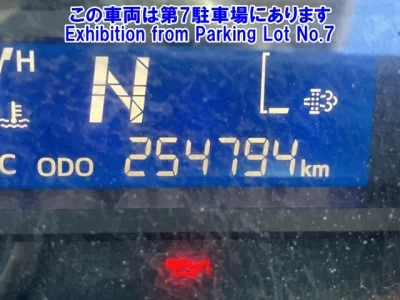 この車両は第7駐車場にあります
Exhibition from Parking Lot No.7
H
N
L
C ODO 254794 km